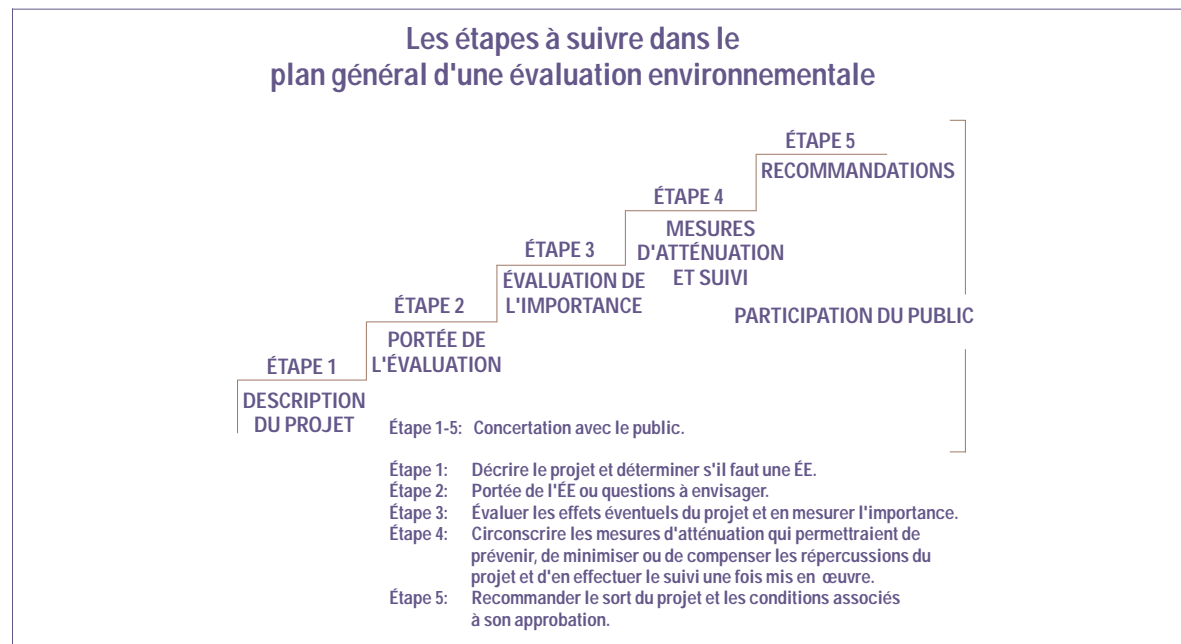 Les étapes à suivre dans le
plan général d'une évaluation environnementale
ÉTAPE 1
DESCRIPTION
DU PROJET
ÉTAPE 2
PORTÉE DE
L'ÉVALUATION
ÉTAPE 3
ÉVALUATION DE
L'IMPORTANCE
ÉTAPE 4
MESURES
D'ATTÉNUATION
ET SUIVI
ÉTAPE 5
RECOMMANDATIONS
PARTICIPATION DU PUBLIC
Étape 1-5: Concertation avec le public.
Étape 1: Décrire le projet et déterminer s'il faut une ÉE.
Étape 2: Portée de l'ÉE ou questions à envisager.
Étape 3: Évaluer les effets éventuels du projet et en mesurer l'importance.
Étape 4: Circonscrire les mesures d'atténuation qui permettraient de
prévenir, de minimiser ou de compenser les répercussions du
projet et d'en effectuer le suivi une fois mis en œuvre.
Étape 5: Recommander le sort du projet et les conditions associés
à son approbation.